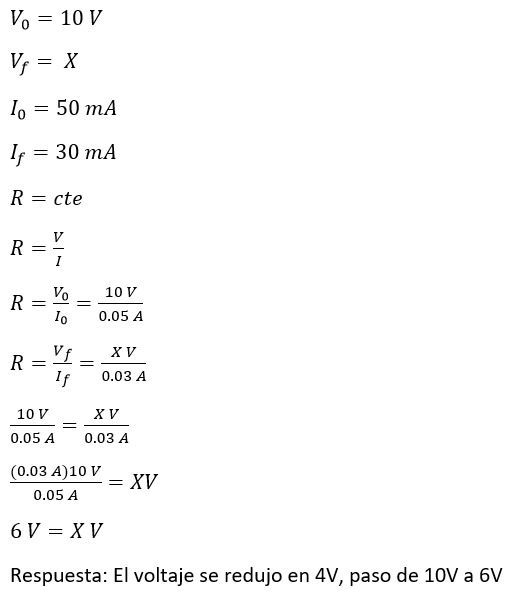 V₀ = 10 V
V_f = X
I₀ = 50 mA
I_f = 30 mA
R = cte
R = V/I
R = V₀/I₀ = 10 V/0.05 A
R = V_f/I_f = X V/0.03 A
10 V/0.05 A = X V/0.03 A
(0.03 A)10 V/0.05 A = XV
6 V = X V
Respuesta: El voltaje se redujo en 4V, paso de 10V a 6V